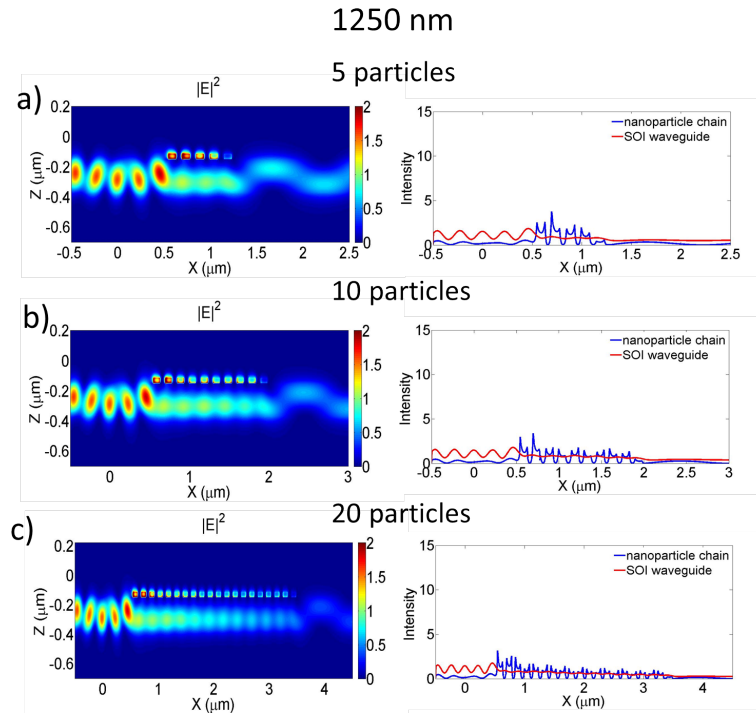 1250 nm
5 particles
a)
|E|²
0.2
0
-0.2
-0.4
-0.6
Z (μm)
-0.5 0 0.5 1 1.5 2 2.5
X (μm)
2
1.5
1
0.5
0
15
10
5
0
Intensity
nanoparticle chain
SOI waveguide
-0.5 0 0.5 1 1.5 2 2.5
X (μm)
10 particles
b)
|E|²
0.2
0
-0.2
-0.4
-0.6
Z (μm)
0 1 2 3
X (μm)
2
1.5
1
0.5
0
15
10
5
0
Intensity
nanoparticle chain
SOI waveguide
-0.5 0 0.5 1 1.5 2 2.5 3
X (μm)
20 particles
c)
|E|²
0.2
0
-0.2
-0.4
-0.6
Z (μm)
0 1 2 3 4
X (μm)
2
1.5
1
0.5
0
15
10
5
0
Intensity
nanoparticle chain
SOI waveguide
0 1 2 3 4
X (μm)